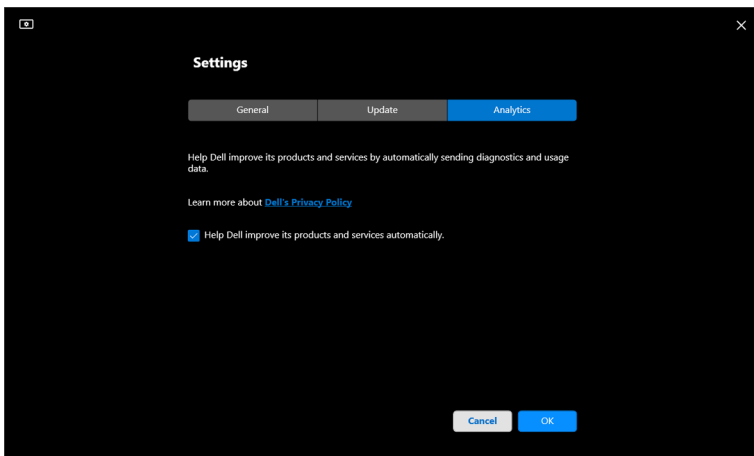 Settings
General Update Analytics
Help Dell improve its products and services by automatically sending diagnostics and usage
data.
Learn more about Dell's Privacy Policy
Help Dell improve its products and services automatically.
Cancel OK